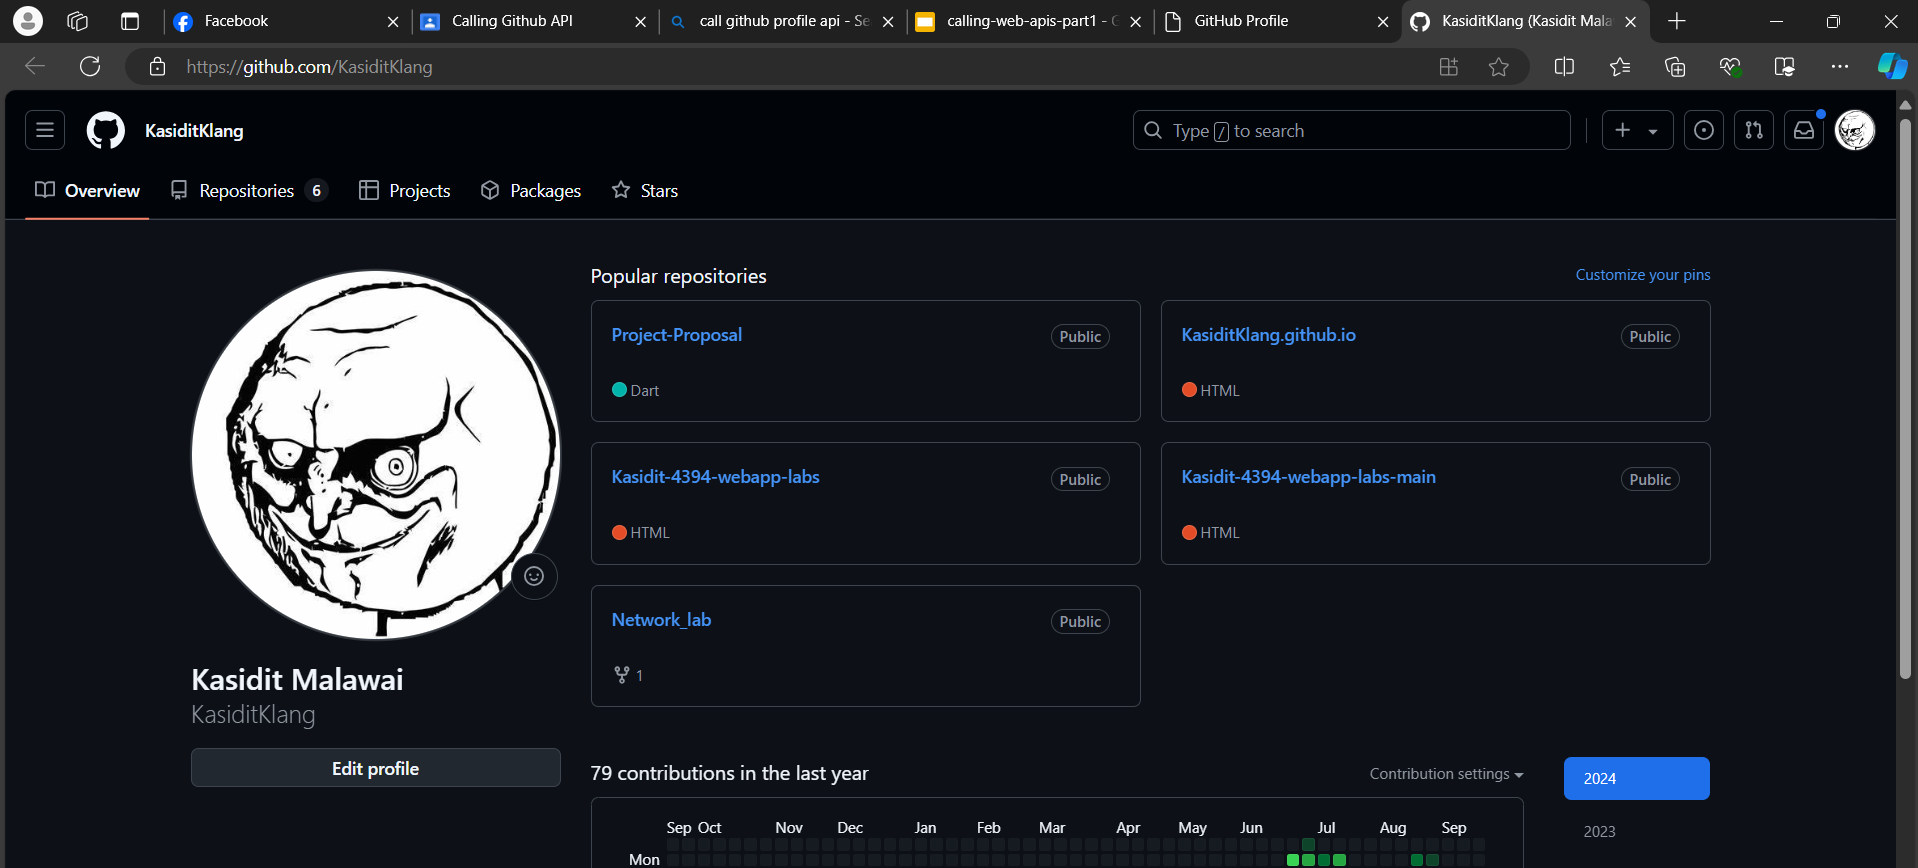 Facebook
Calling Github API
call github profile api - Se
calling-web-apis-part1 - G
GitHub Profile
KasiditKlang (Kasidit Mala
https://github.com/KasiditKlang
KasiditKlang
Type / to search
Overview
Repositories 6
Projects
Packages
Stars
Popular repositories
Customize your pins
Project-Proposal
Public
Dart
KasiditKlang.github.io
Public
HTML
Kasidit-4394-webapp-labs
Public
HTML
Kasidit-4394-webapp-labs-main
Public
HTML
Network_lab
Public
1
Kasidit Malawai
KasiditKlang
Edit profile
79 contributions in the last year
Contribution settings
2024
2023
Sep Oct Nov Dec Jan Feb Mar Apr May Jun Jul Aug Sep
Mon